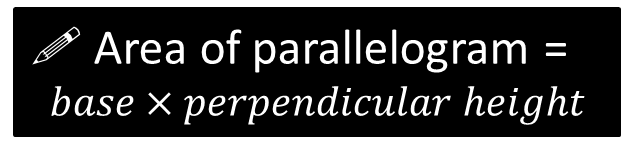 Area of parallelogram =
base × perpendicular height